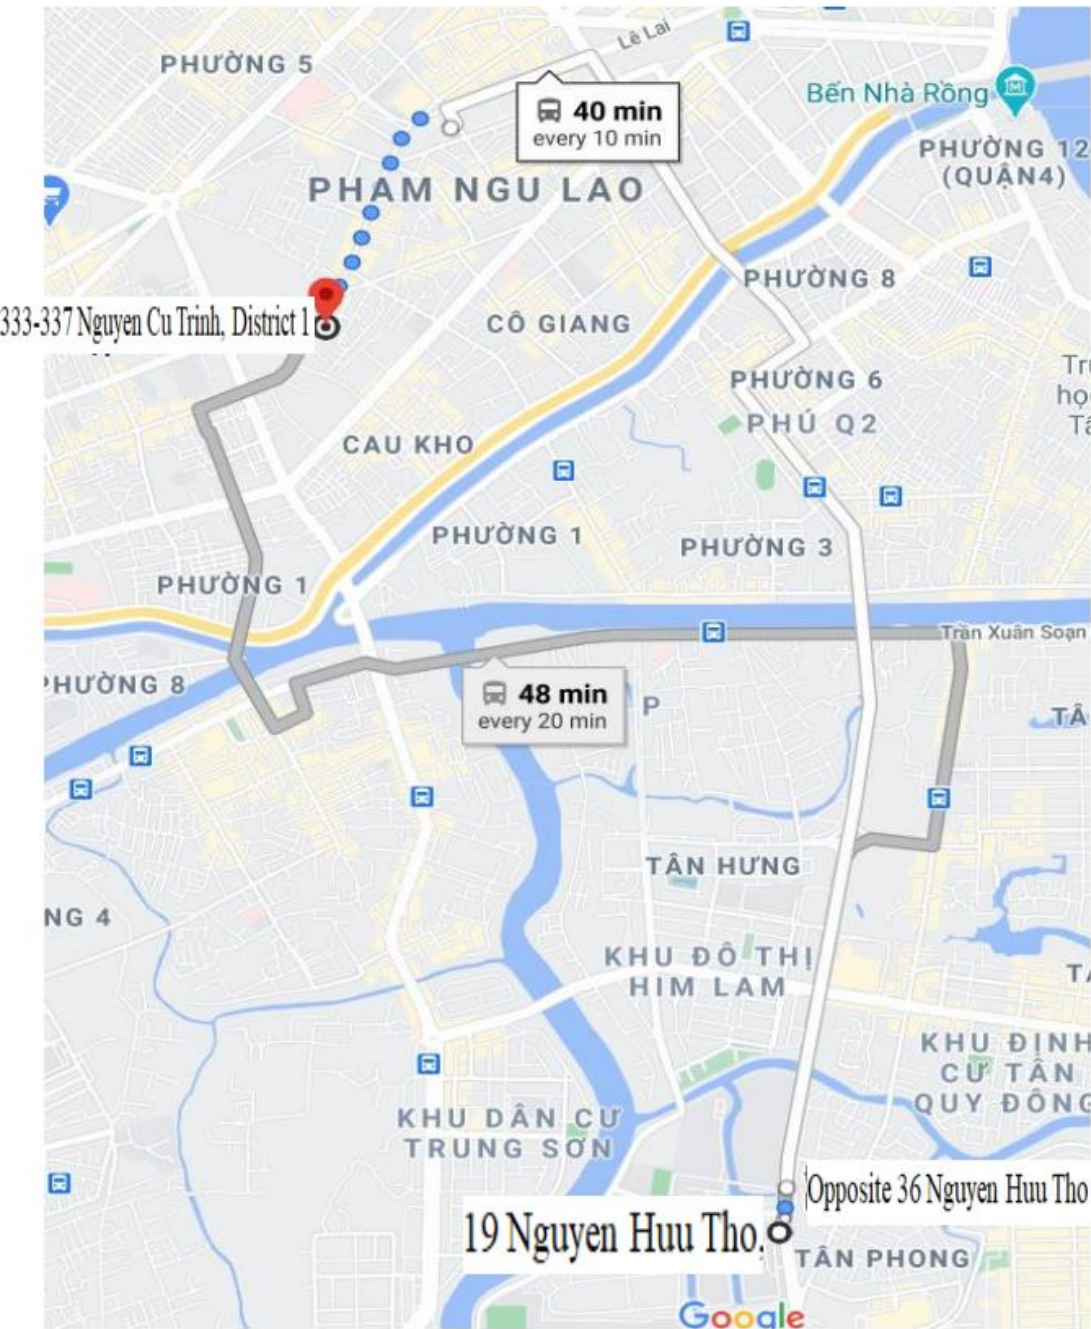 Lê Lai
PHƯỜNG 5
40 min
every 10 min
Bến Nhà Rồng
PHƯỜNG 12
(QUẬN4)
PHAM NGU LAO
PHƯỜNG 8
333-337 Nguyen Cu Trinh, District 1
CÔ GIANG
PHƯỜNG 6
PHÚ Q2
CAU KHO
PHƯỜNG 1
PHƯỜNG 3
PHƯỜNG 1
Trần Xuân Soạn
PHƯỜNG 8
48 min
every 20 min
P
TÂ
TÂN HƯNG
NG 4
KHU ĐÔ THỊ
HIM LAM
KHU ĐỊNH
CƯ TÂN
QUY ĐÔNG
KHU DÂN CƯ
TRUNG SƠN
Opposite 36 Nguyen Huu Tho
19 Nguyen Huu Tho,
TÂN PHONG
Google